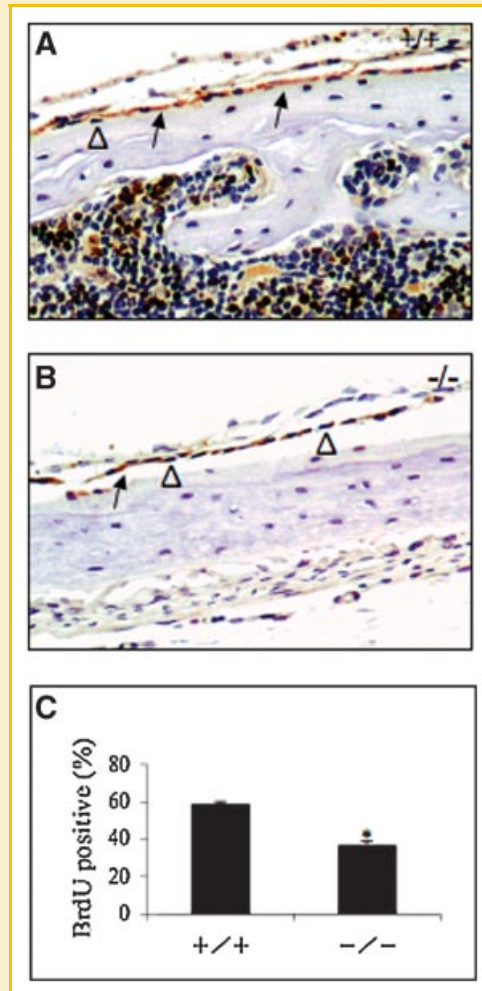 A
+/+
Δ
B
-/-
Δ
Δ
C
BrdU positive (%)
80
60
40
20
0
*
+/+
-/-